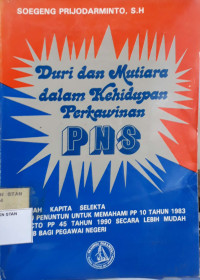 SOEGENG PRIJODARMINTO, S.H
Duri dan Mutiara
dalam Kehidupan
Perkawinan
PNS
KAPITA SELEKTA
PENUNTUN UNTUK MEMAHAMI PP 10 TAHUN 1983
PP 45 TAHUN 1990 SECARA LEBIH MUDAH
BAGI PEGAWAI NEGERI
STAN